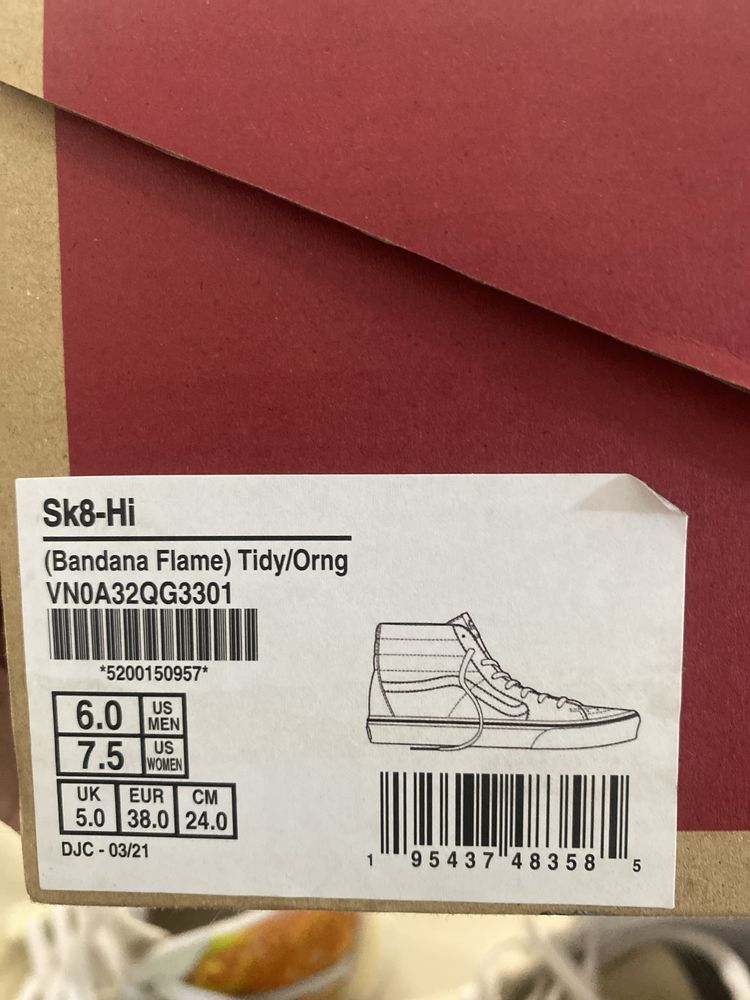 Sk8-Hi
(Bandana Flame) Tidy/Orng
VN0A32QG3301
*5200150957*
6.0 US MEN
7.5 US WOMEN
UK EUR CM
5.0 38.0 24.0
DJC - 03/21
1 95437 48358 5